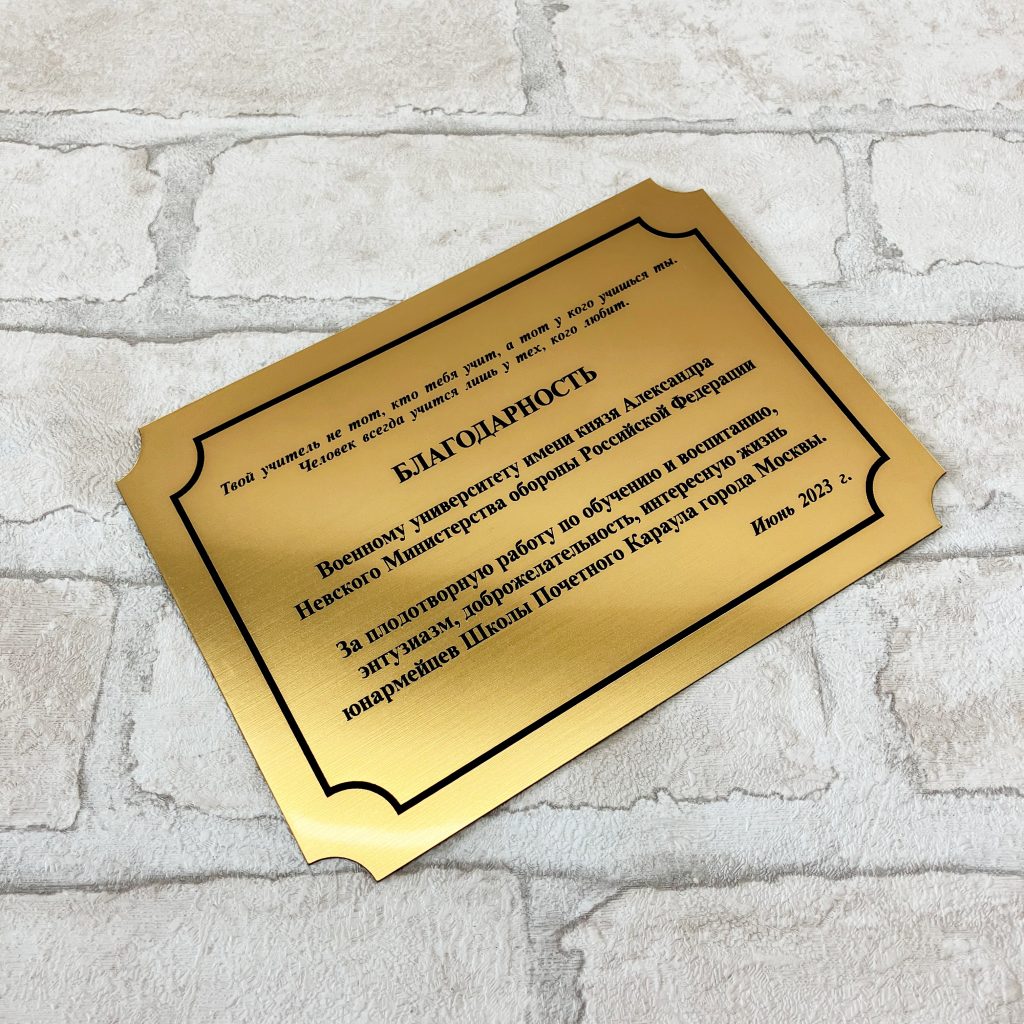 Твой учитель не тот, кто тебя учит, а тот у кого учишься ты.
Человек всегда учится лишь у тех, кого любит.
БЛАГОДАРНОСТЬ
Военному университету имени князя Александра
Невского Министерства обороны Российской Федерации
За плодотворную работу по обучению и воспитанию,
энтузиазм, доброжелательность, интересную жизнь
юнармейцев Школы Почетного Караула города Москвы.
Июнь 2023 г.